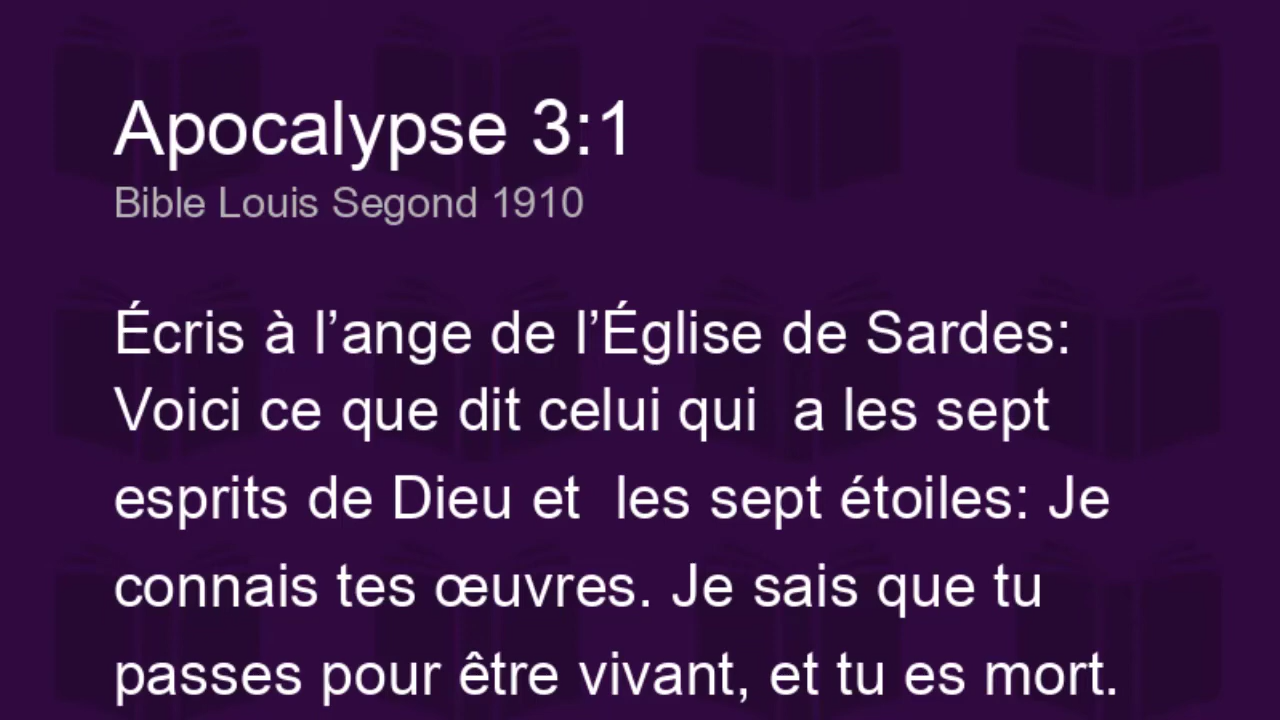 Apocalypse 3:1
Bible Louis Segond 1910
Écris à l’ange de l’Église de Sardes:
Voici ce que dit celui qui  a les sept
esprits de Dieu et  les sept étoiles: Je
connais tes œuvres. Je sais que tu
passes pour être vivant, et tu es mort.